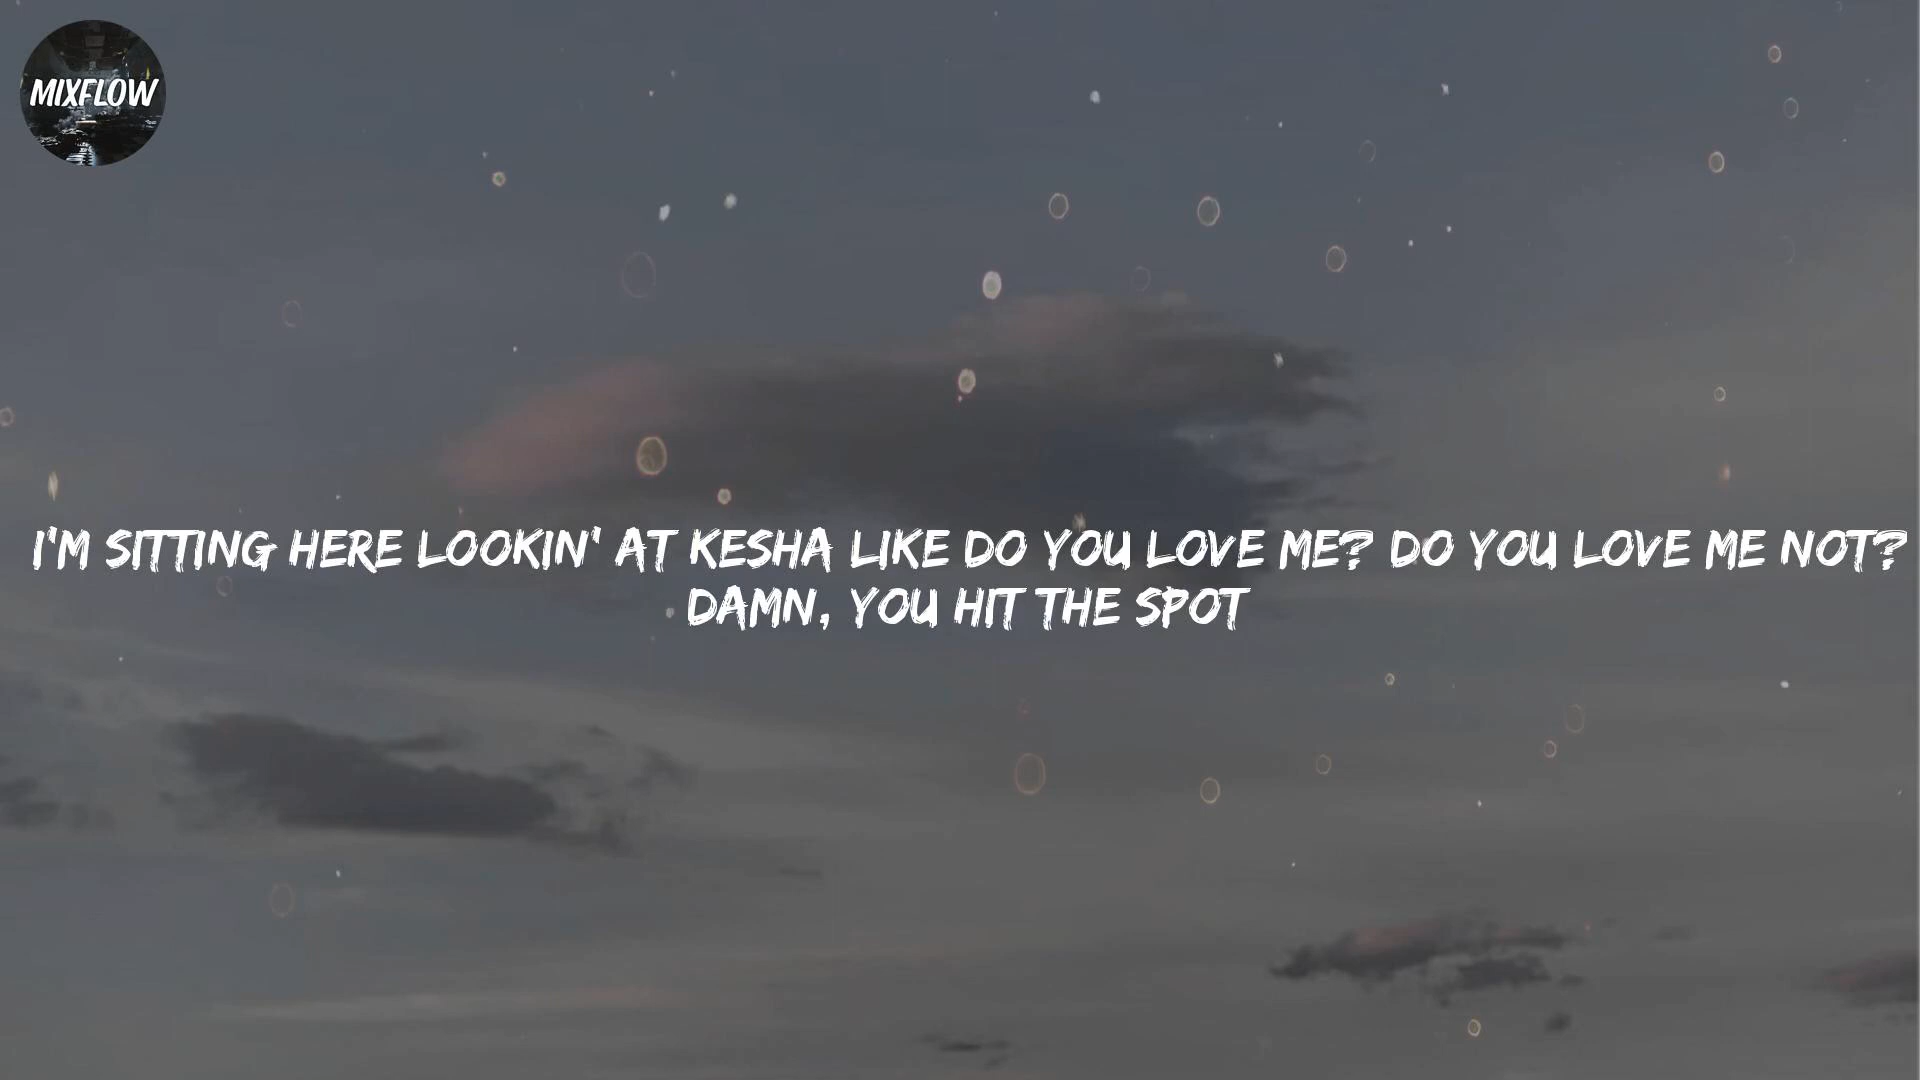 MIXFLOW
I'M SITTING HERE LOOKIN' AT KESHA LIKE DO YOU LOVE ME? DO YOU LOVE ME NOT?
DAMN, YOU HIT THE SPOT